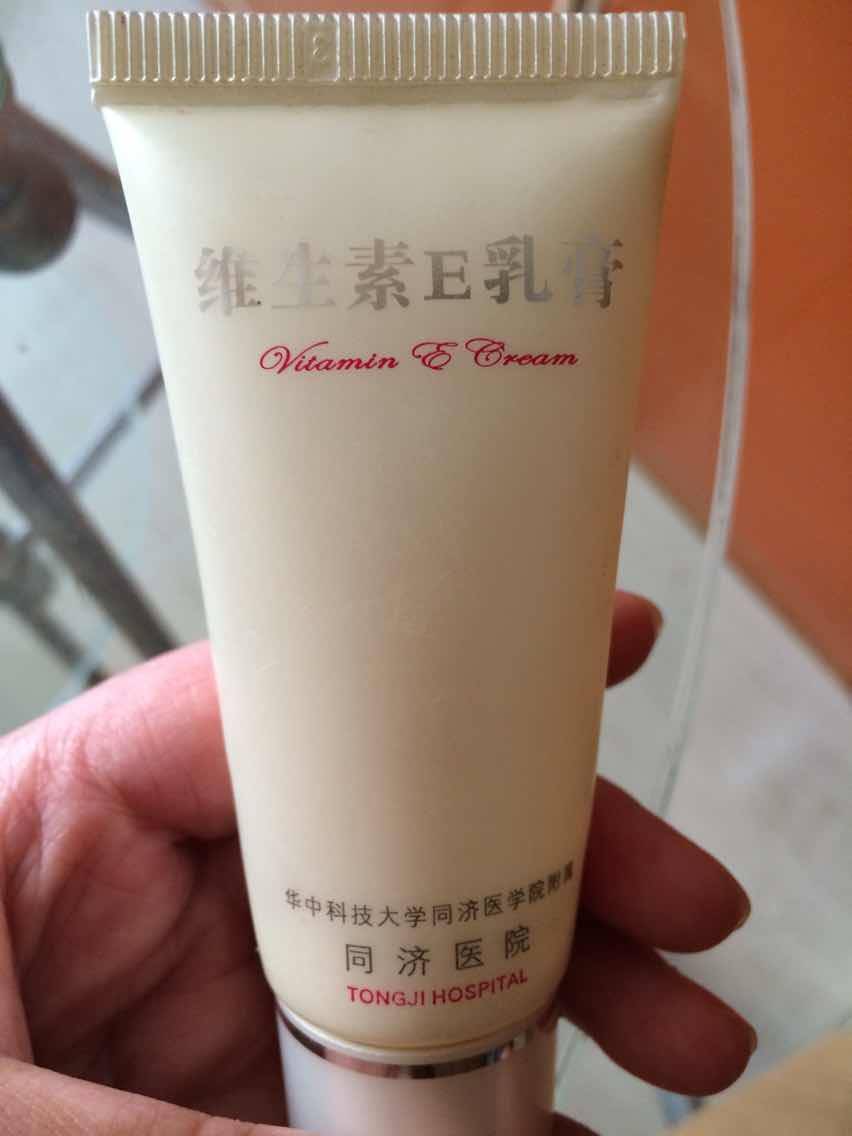 维生素E乳膏
Vitamin E Cream
华中科技大学同济医学院附属
同济医院
TONGJI HOSPITAL